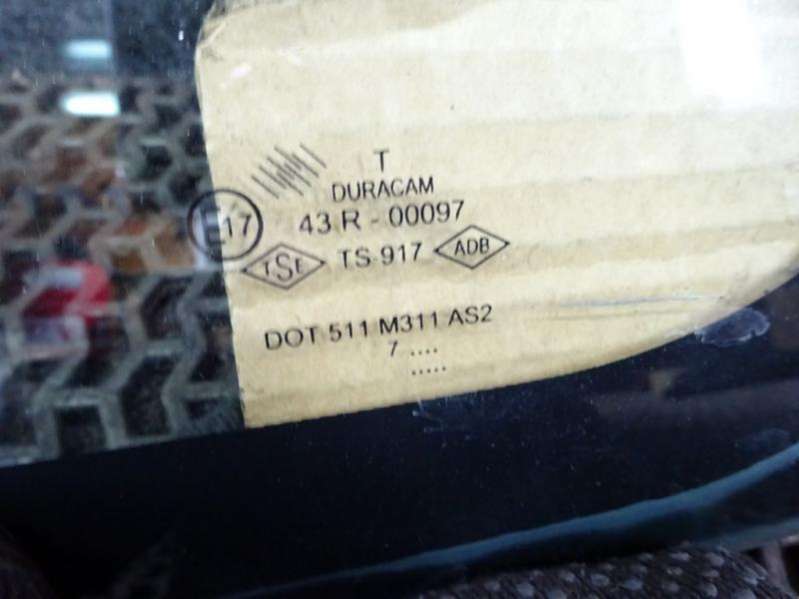 T
DURACAM
E17 43 R - 00097
TSE TS-917 ADB
DOT 511 M311 AS2
7 ....
.....